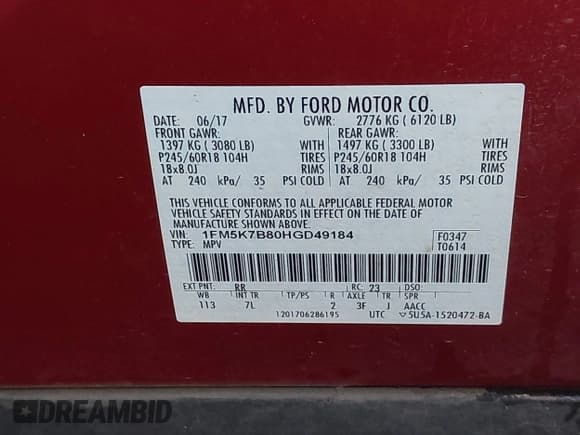 MFD. BY FORD MOTOR CO.
DATE: 06/17 GVWR: 2776 KG ( 6120 LB)
FRONT GAWR: REAR GAWR:
1397 KG ( 3080 LB) 1497 KG ( 3300 LB)
P245/60R18 104H TIRES P245/60R18 104H TIRES
18x8.0J RIMS 18x8.0J RIMS
AT 240 kPa/ 35 PSI COLD AT 240 kPa/ 35 PSI COLD
THIS VEHICLE CONFORMS TO ALL APPLICABLE FEDERAL MOTOR
VEHICLE SAFETY STANDARDS IN EFFECT ON THE DATE OF
MANUFACTURE SHOWN ABOVE.
VIN: 1FM5K7B80HGD49184 F0347
TYPE: MPV T0614
EXT PNT: RR RC: 23 DSO:
WB INT TR TP/PS R AXLE TR SPR
113 7L 2 3F J AACC
1201706286195 UTC 5U5A-1520472-BA
DREAMBID